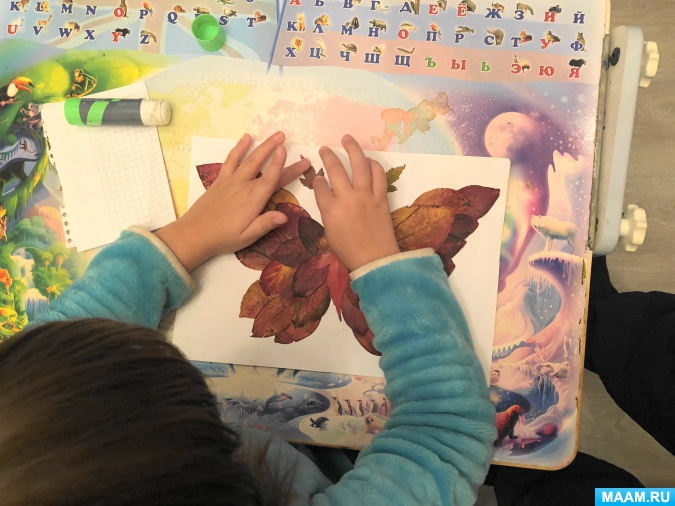 K L M N O P Q R S T
U V W X Y Z
А Б В Г Д Е Ё Ж З И Й
К Л М Н О П Р С Т У Ф
Х Ц Ч Ш Щ Ъ Ы Ь Э Ю Я
MAAM.RU